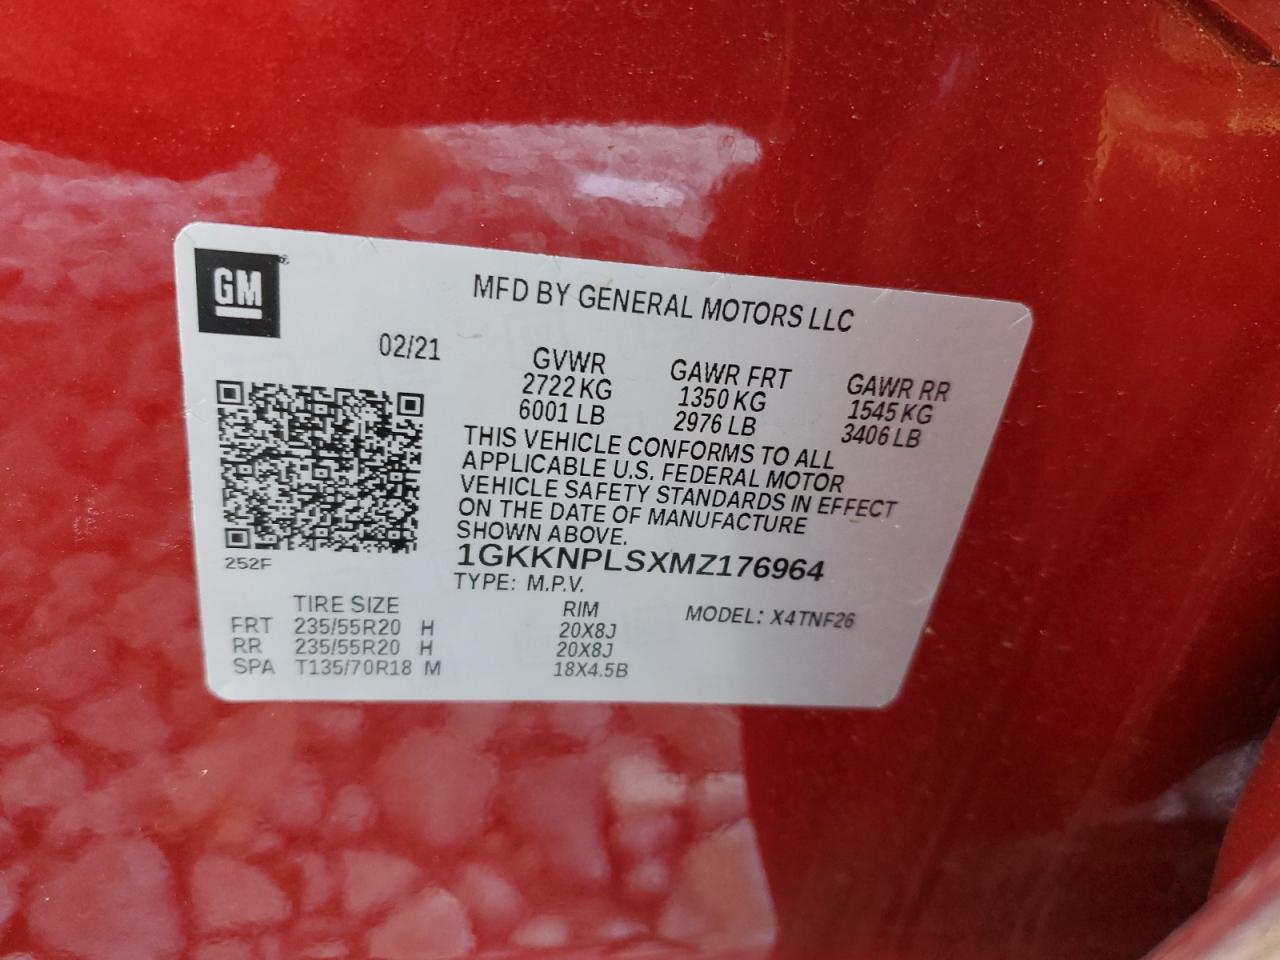 GM
MFD BY GENERAL MOTORS LLC
02/21
GVWR GAWR FRT GAWR RR
2722 KG 1350 KG 1545 KG
6001 LB 2976 LB 3406 LB
THIS VEHICLE CONFORMS TO ALL
APPLICABLE U.S. FEDERAL MOTOR
VEHICLE SAFETY STANDARDS IN EFFECT
ON THE DATE OF MANUFACTURE
SHOWN ABOVE.
252F
1GKKNPLSXMZ176964
TYPE: M.P.V.
TIRE SIZE RIM MODEL: X4TNF26
FRT 235/55R20 H 20X8J
RR 235/55R20 H 20X8J
SPA T135/70R18 M 18X4.5B